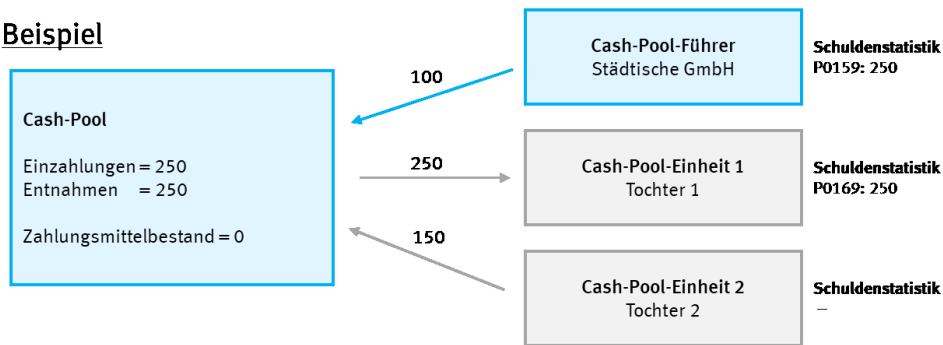 Beispiel
Cash-Pool
Einzahlungen = 250
Entnahmen = 250
Zahlungsmittelbestand = 0
100
Cash-Pool-Führer
Städtische GmbH
Schuldenstatistik
P0159: 250
250
Cash-Pool-Einheit 1
Tochter 1
Schuldenstatistik
P0169: 250
150
Cash-Pool-Einheit 2
Tochter 2
Schuldenstatistik
–